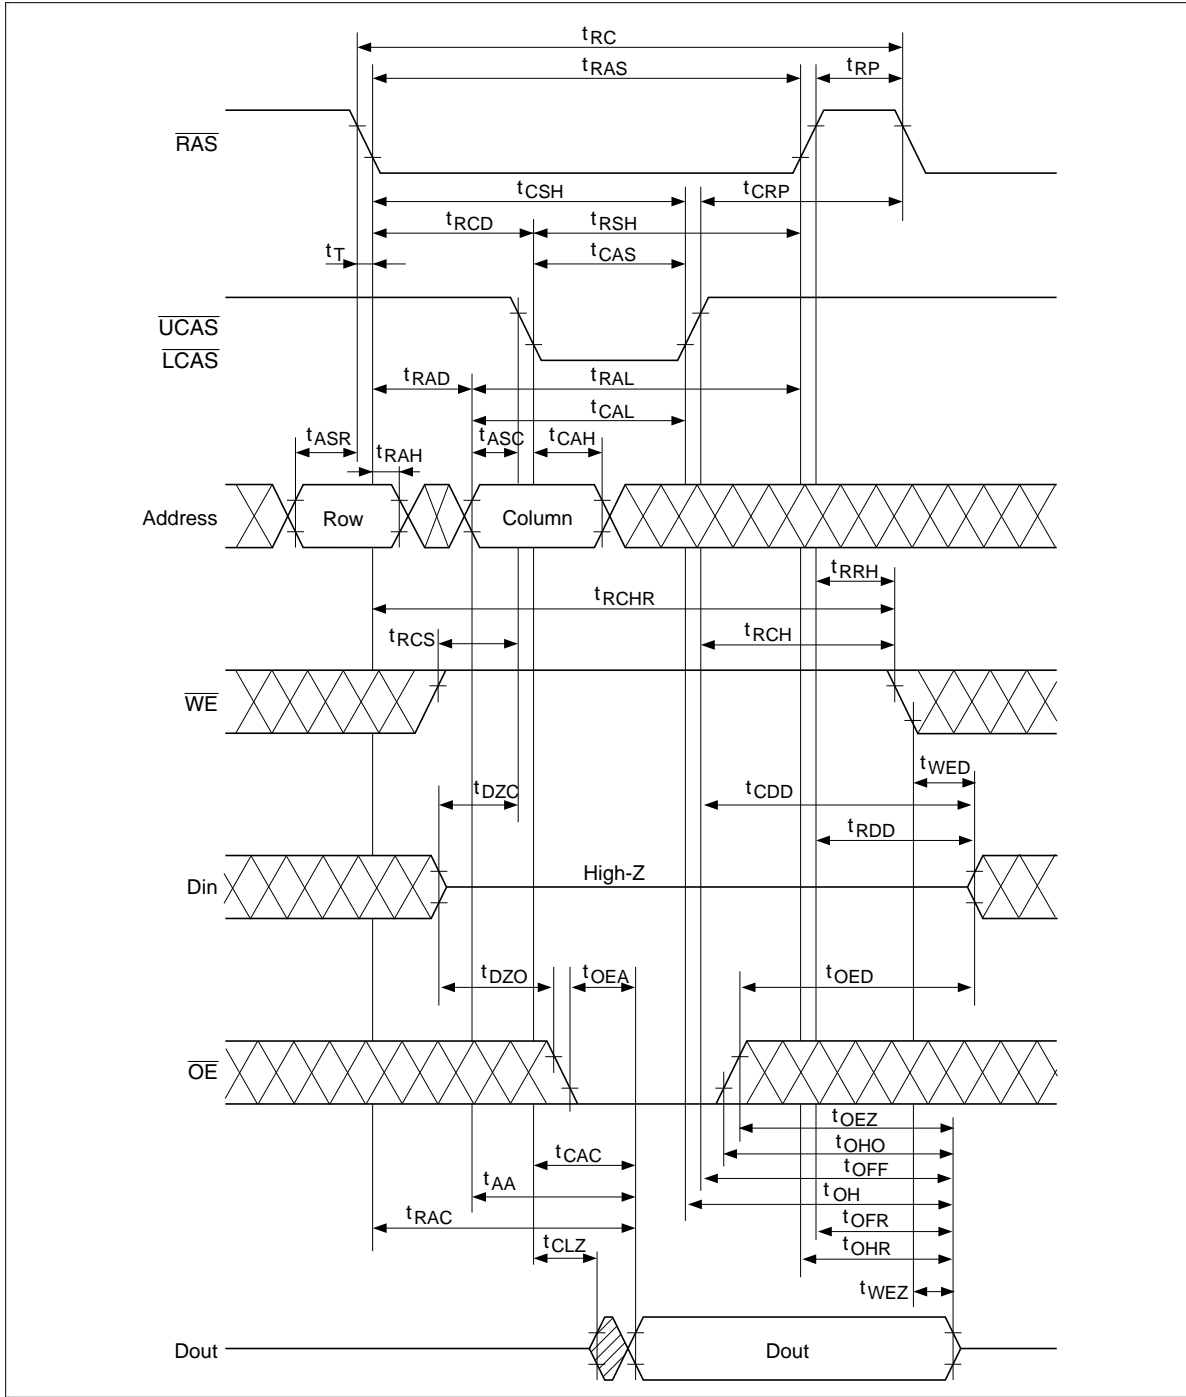 tRC
tRAS tRP
RAS
tCSH tCRP
tRCD tRSH
tT tCAS
UCAS
LCAS
tRAD tRAL
tCAL
tASR tASC tCAH
tRAH
Address Row Column
tRRH
tRCHR
tRCS tRCH
WE
tWED
tDZC tCDD
tRDD
High-Z
Din
tDZO tOEA tOED
OE
tOEZ
tOHO
tCAC
tOFF
tAA
tOH
tRAC tOFR
tCLZ tOHR
tWEZ
Dout Dout